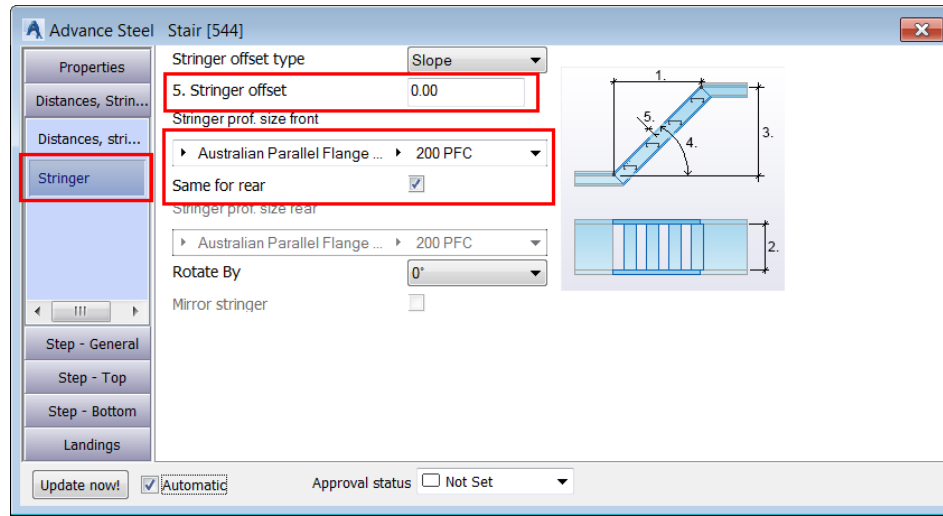 Advance Steel Stair [544]
Properties
Distances, Strin...
Distances, stri...
Stringer
Step - General
Step - Top
Step - Bottom
Landings
Stringer offset type Slope
5. Stringer offset 0.00
Stringer prof. size front
Australian Parallel Flange ... 200 PFC
Same for rear
Stringer prof. size rear
Australian Parallel Flange ... 200 PFC
Rotate By 0°
Mirror stringer
1.
5.
4.
3.
2.
Update now! Automatic Approval status Not Set